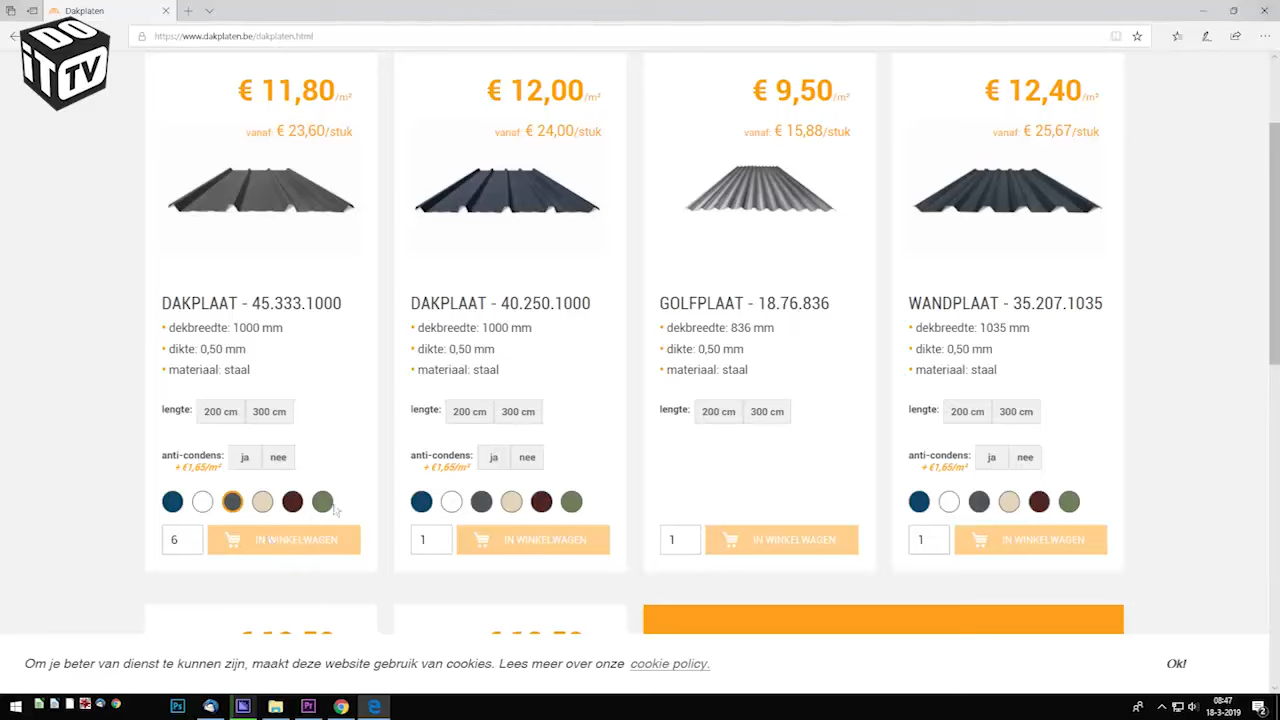 Dakplaten
https://www.dakplaten.be/dakplaten.html
DO
iT
TV
€ 11,80/m²
vanaf: € 23,60/stuk
DAKPLAAT - 45.333.1000
• dekbreedte: 1000 mm
• dikte: 0,50 mm
• materiaal: staal
lengte: 200 cm 300 cm
anti-condens: ja nee
+ €1,65/m²
6 IN WINKELWAGEN
€ 12,00/m²
vanaf: € 24,00/stuk
DAKPLAAT - 40.250.1000
• dekbreedte: 1000 mm
• dikte: 0,50 mm
• materiaal: staal
lengte: 200 cm 300 cm
anti-condens: ja nee
+ €1,65/m²
1 IN WINKELWAGEN
€ 9,50/m²
vanaf: € 15,88/stuk
GOLFPLAAT - 18.76.836
• dekbreedte: 836 mm
• dikte: 0,50 mm
• materiaal: staal
lengte: 200 cm 300 cm
1 IN WINKELWAGEN
€ 12,40/m²
vanaf: € 25,67/stuk
WANDPLAAT - 35.207.1035
• dekbreedte: 1035 mm
• dikte: 0,50 mm
• materiaal: staal
lengte: 200 cm 300 cm
anti-condens: ja nee
+ €1,65/m²
1 IN WINKELWAGEN
Om je beter van dienst te kunnen zijn, maakt deze website gebruik van cookies. Lees meer over onze cookie policy.
Ok!
Ps
Pr
08:47
18-3-2019
2